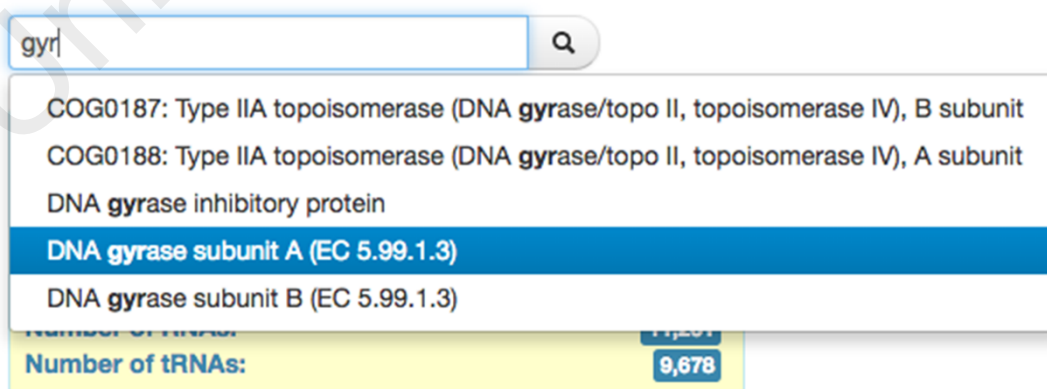 gyr
COG0187: Type IIA topoisomerase (DNA gyrase/topo II, topoisomerase IV), B subunit
COG0188: Type IIA topoisomerase (DNA gyrase/topo II, topoisomerase IV), A subunit
DNA gyrase inhibitory protein
DNA gyrase subunit A (EC 5.99.1.3)
DNA gyrase subunit B (EC 5.99.1.3)
Number of tRNAs: 9,678